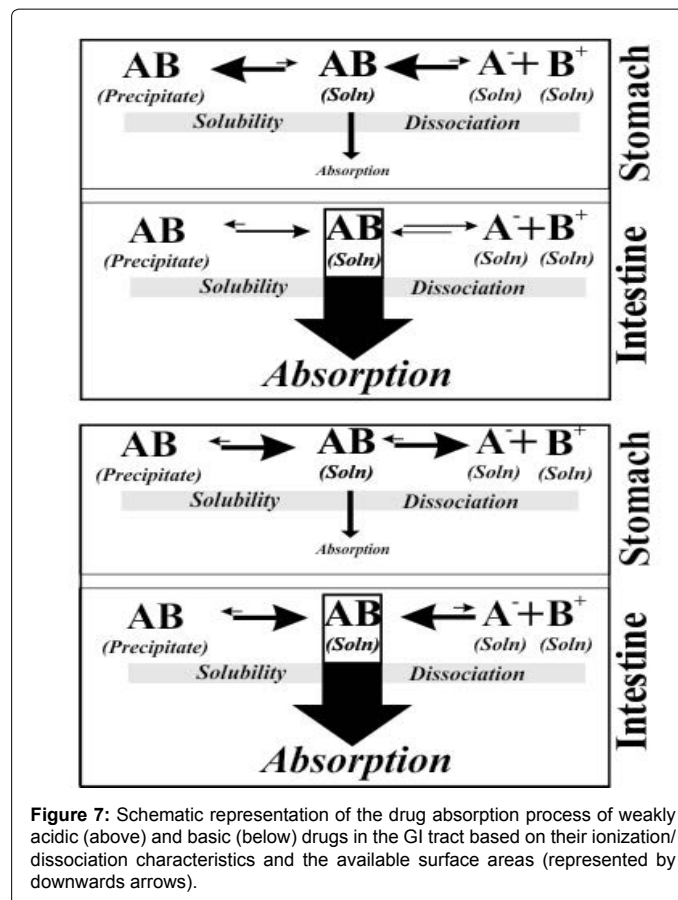 AB AB A⁻+ B⁺
(Precipitate) (Soln) (Soln) (Soln)
Solubility Dissociation
Absorption
Stomach
AB AB A⁻+ B⁺
(Precipitate) (Soln) (Soln) (Soln)
Solubility Dissociation
Absorption
Intestine
AB AB A⁻+ B⁺
(Precipitate) (Soln) (Soln) (Soln)
Solubility Dissociation
Absorption
Stomach
AB AB A⁻+ B⁺
(Precipitate) (Soln) (Soln) (Soln)
Solubility Dissociation
Absorption
Intestine
Figure 7: Schematic representation of the drug absorption process of weakly
acidic (above) and basic (below) drugs in the GI tract based on their ionization/
dissociation characteristics and the available surface areas (represented by
downwards arrows).